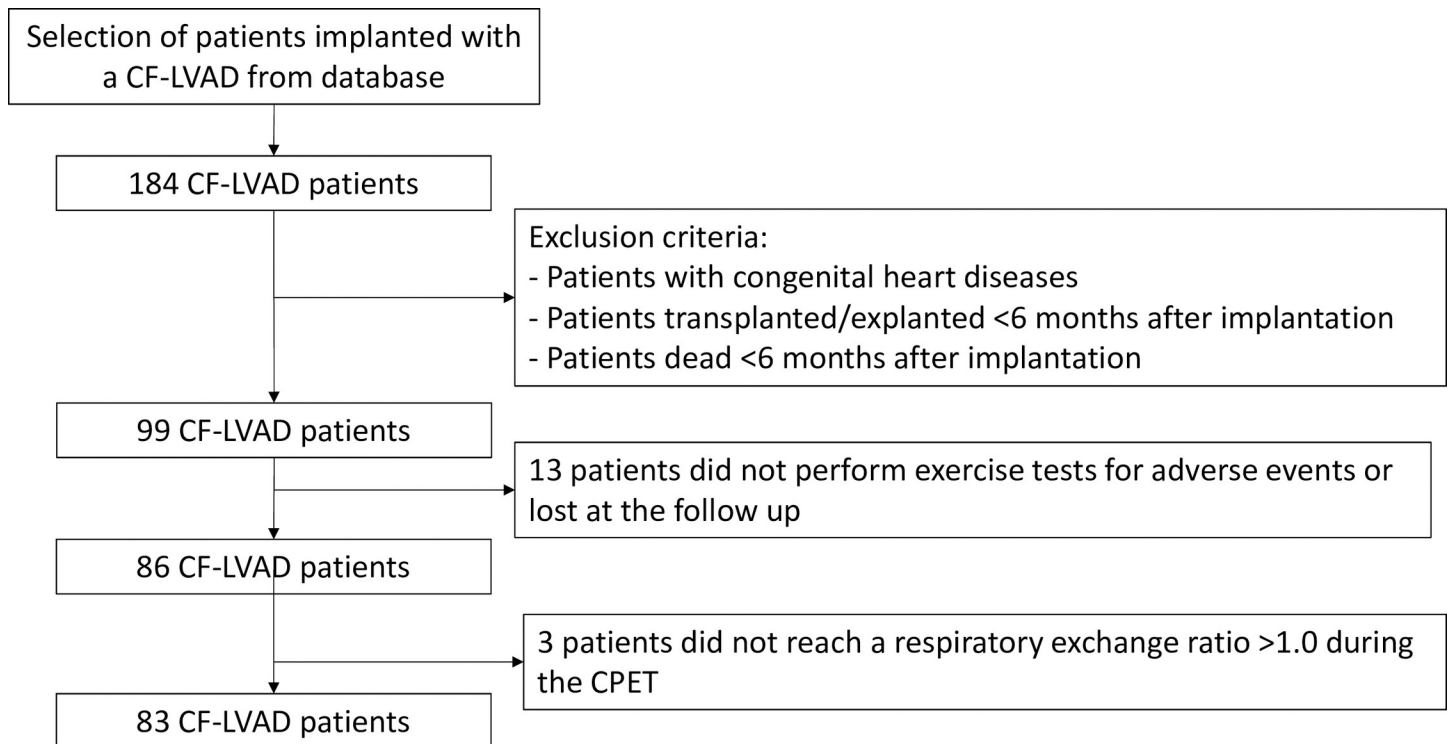 Selection of patients implanted with
a CF-LVAD from database
184 CF-LVAD patients
Exclusion criteria:
- Patients with congenital heart diseases
- Patients transplanted/explanted <6 months after implantation
- Patients dead <6 months after implantation
99 CF-LVAD patients
13 patients did not perform exercise tests for adverse events or
lost at the follow up
86 CF-LVAD patients
3 patients did not reach a respiratory exchange ratio >1.0 during
the CPET
83 CF-LVAD patients